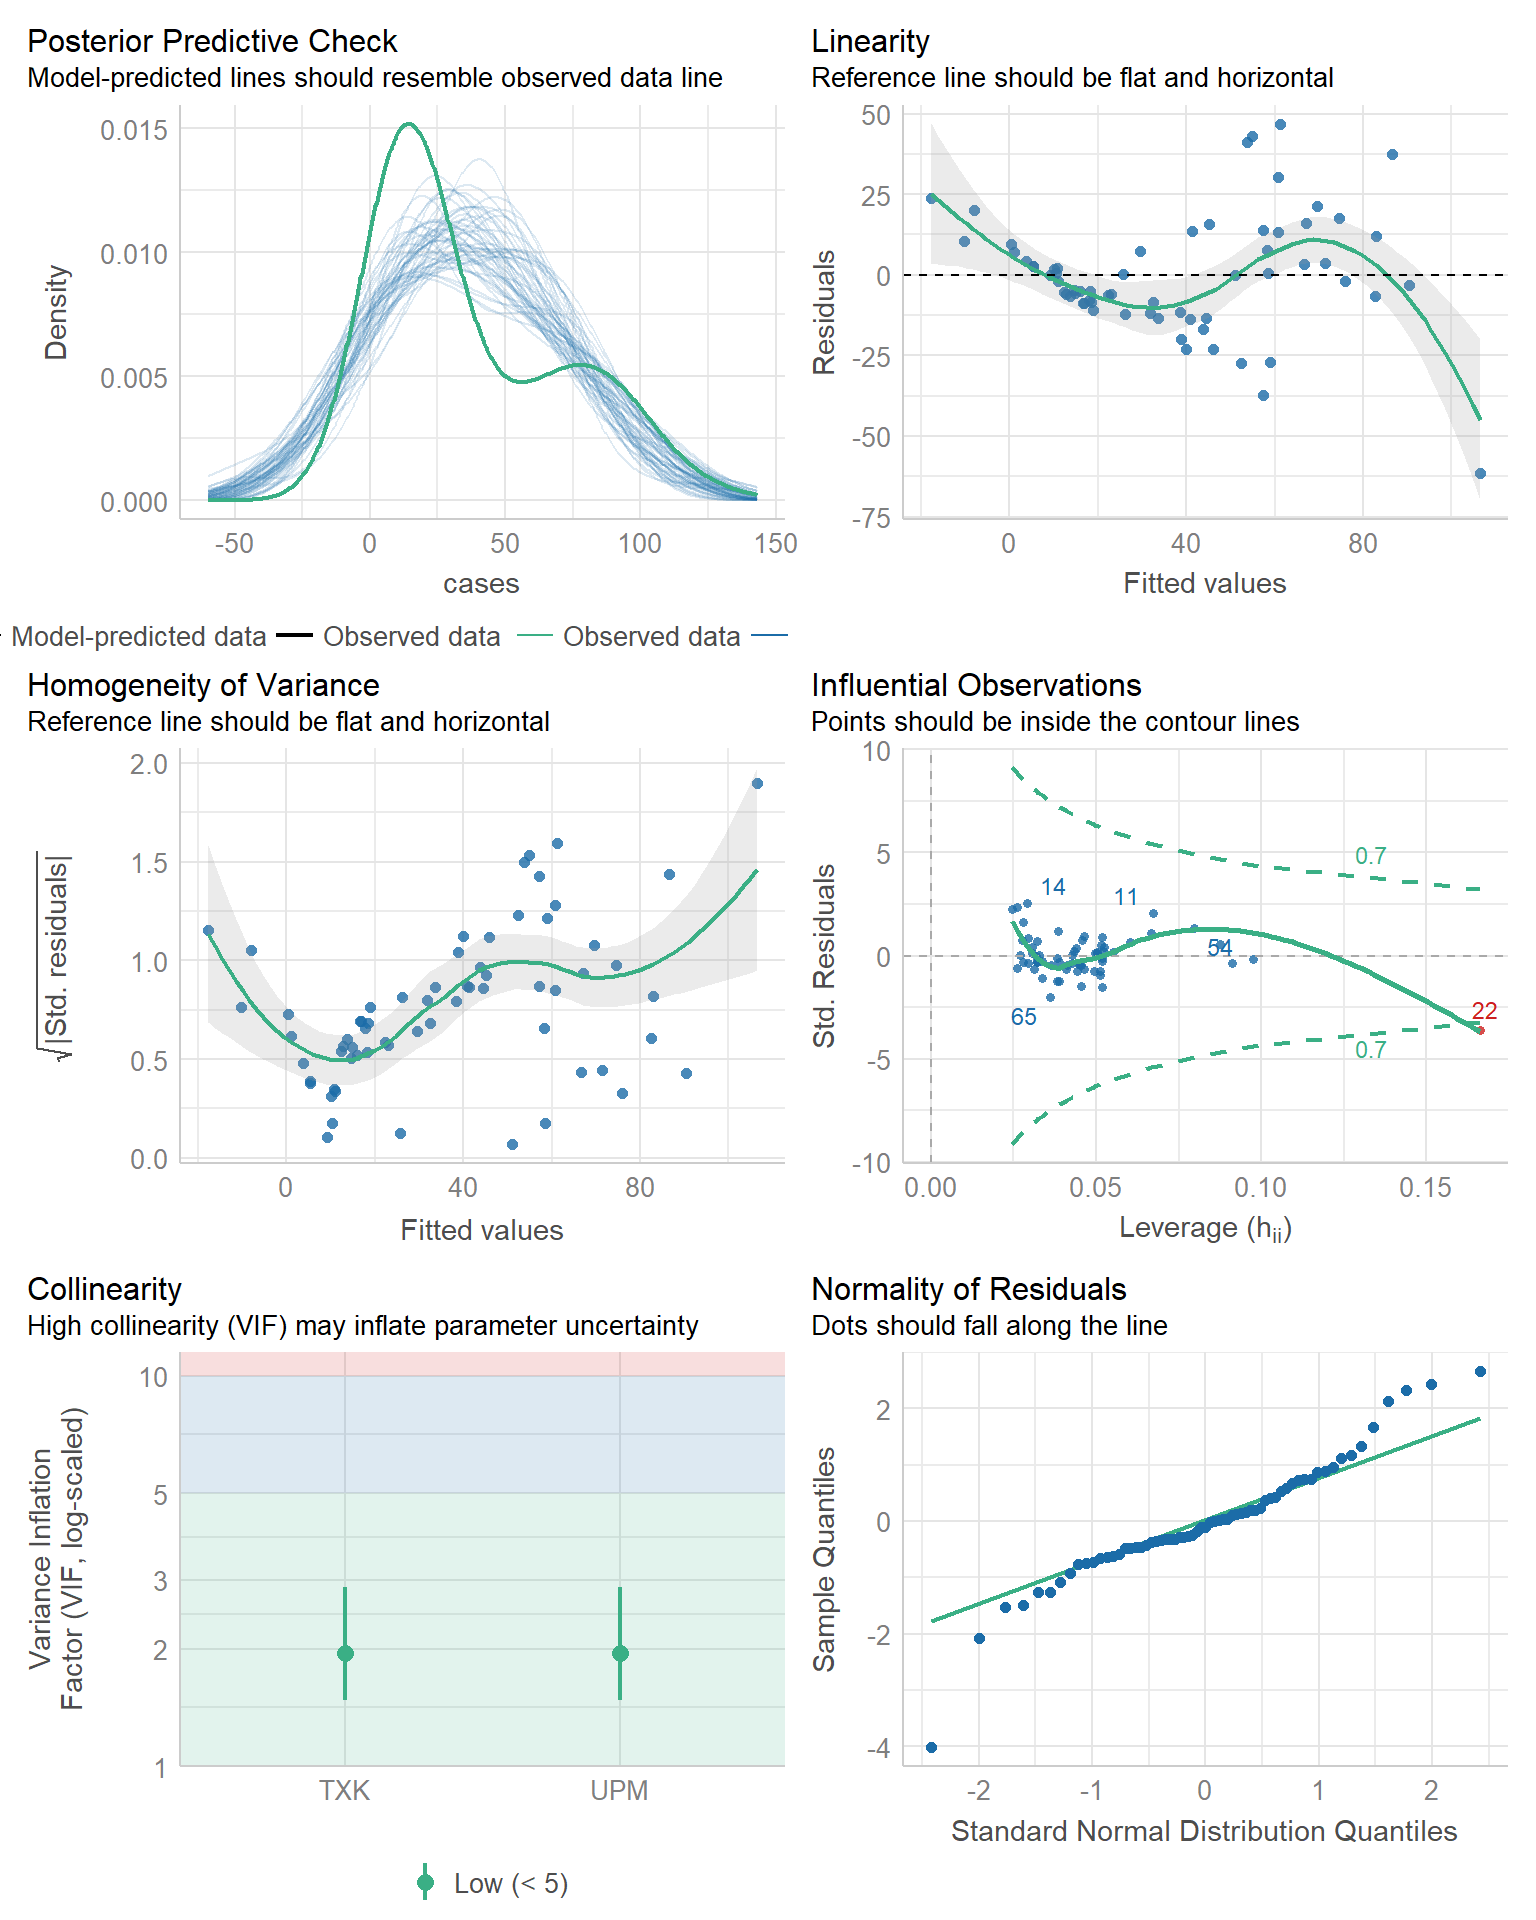 Posterior Predictive Check
Model-predicted lines should resemble observed data line
0.015
0.010
0.005
0.000
Density
-50
0
50
100
150
cases
Model-predicted data
Observed data
Observed data
Linearity
Reference line should be flat and horizontal
50
25
0
-25
-50
-75
Residuals
0
40
80
Fitted values
Homogeneity of Variance
Reference line should be flat and horizontal
2.0
1.5
1.0
0.5
0.0
√|Std. residuals|
0
40
80
Fitted values
Influential Observations
Points should be inside the contour lines
10
5
0
-5
-10
Std. Residuals
0.7
14
11
54
65
22
0.7
0.00
0.05
0.10
0.15
Leverage (hii)
Collinearity
High collinearity (VIF) may inflate parameter uncertainty
10
5
3
2
1
Variance Inflation
Factor (VIF, log-scaled)
TXK
UPM
Low (< 5)
Normality of Residuals
Dots should fall along the line
2
0
-2
-4
Sample Quantiles
-2
-1
0
1
2
Standard Normal Distribution Quantiles